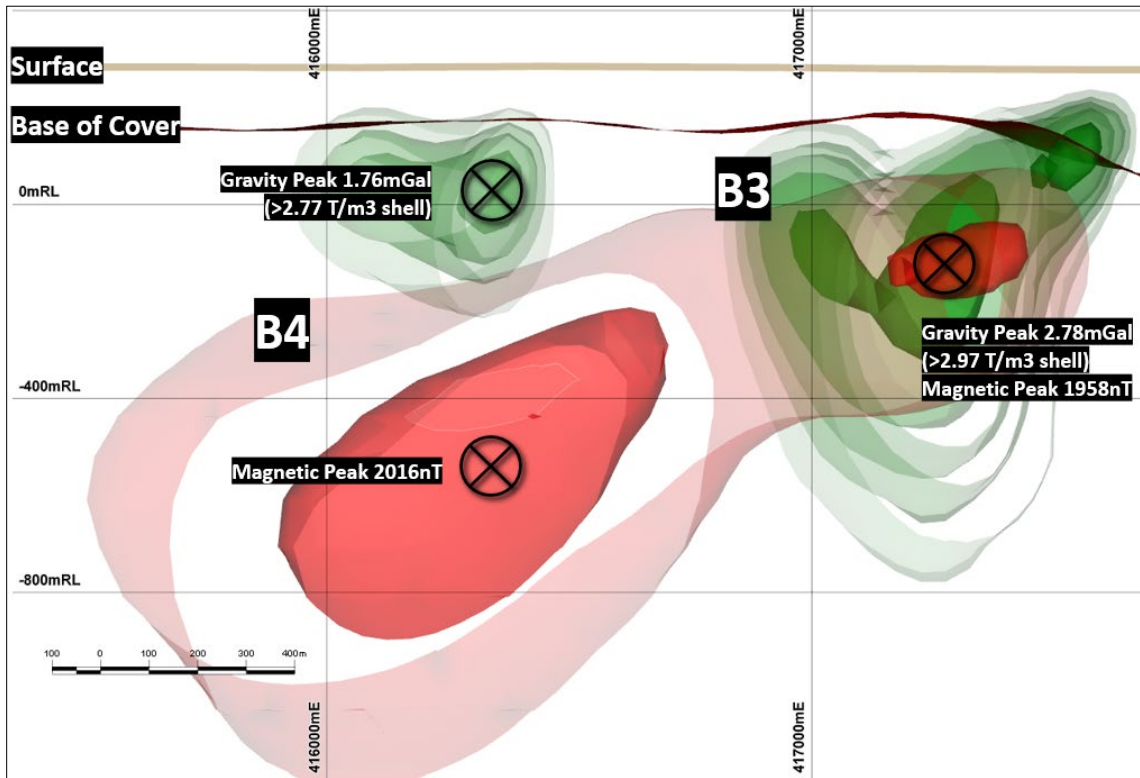 416000mE
417000mE
Surface
Base of Cover
Gravity Peak 1.76mGal
(>2.77 T/m3 shell)
0mRL
B3
B4
Gravity Peak 2.78mGal
(>2.97 T/m3 shell)
Magnetic Peak 1958nT
-400mRL
Magnetic Peak 2016nT
-800mRL
100 0 100 200 300 400m
416000mE
417000mE